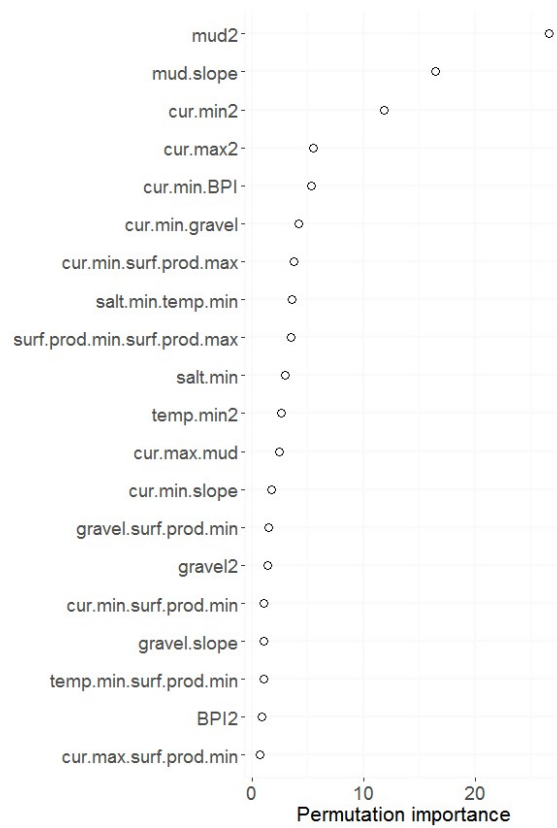 mud2
mud.slope
cur.min2
cur.max2
cur.min.BPI
cur.min.gravel
cur.min.surf.prod.max
salt.min.temp.min
surf.prod.min.surf.prod.max
salt.min
temp.min2
cur.max.mud
cur.min.slope
gravel.surf.prod.min
gravel2
cur.min.surf.prod.min
gravel.slope
temp.min.surf.prod.min
BPI2
cur.max.surf.prod.min
0 10 20
Permutation importance